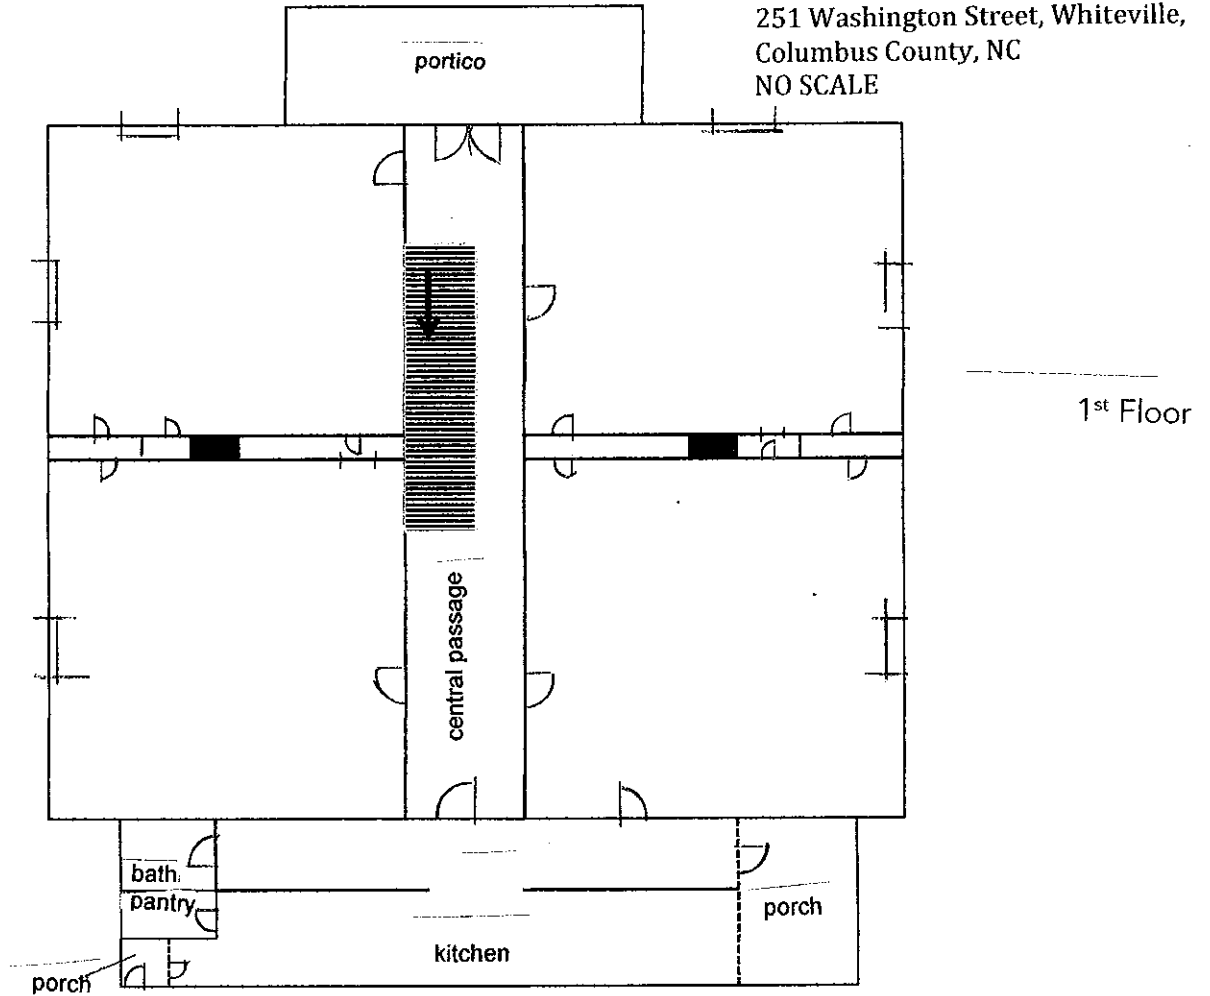 251 Washington Street, Whiteville,
Columbus County, NC
NO SCALE
portico
1st Floor
central passage
bath
pantry
porch
kitchen
porch